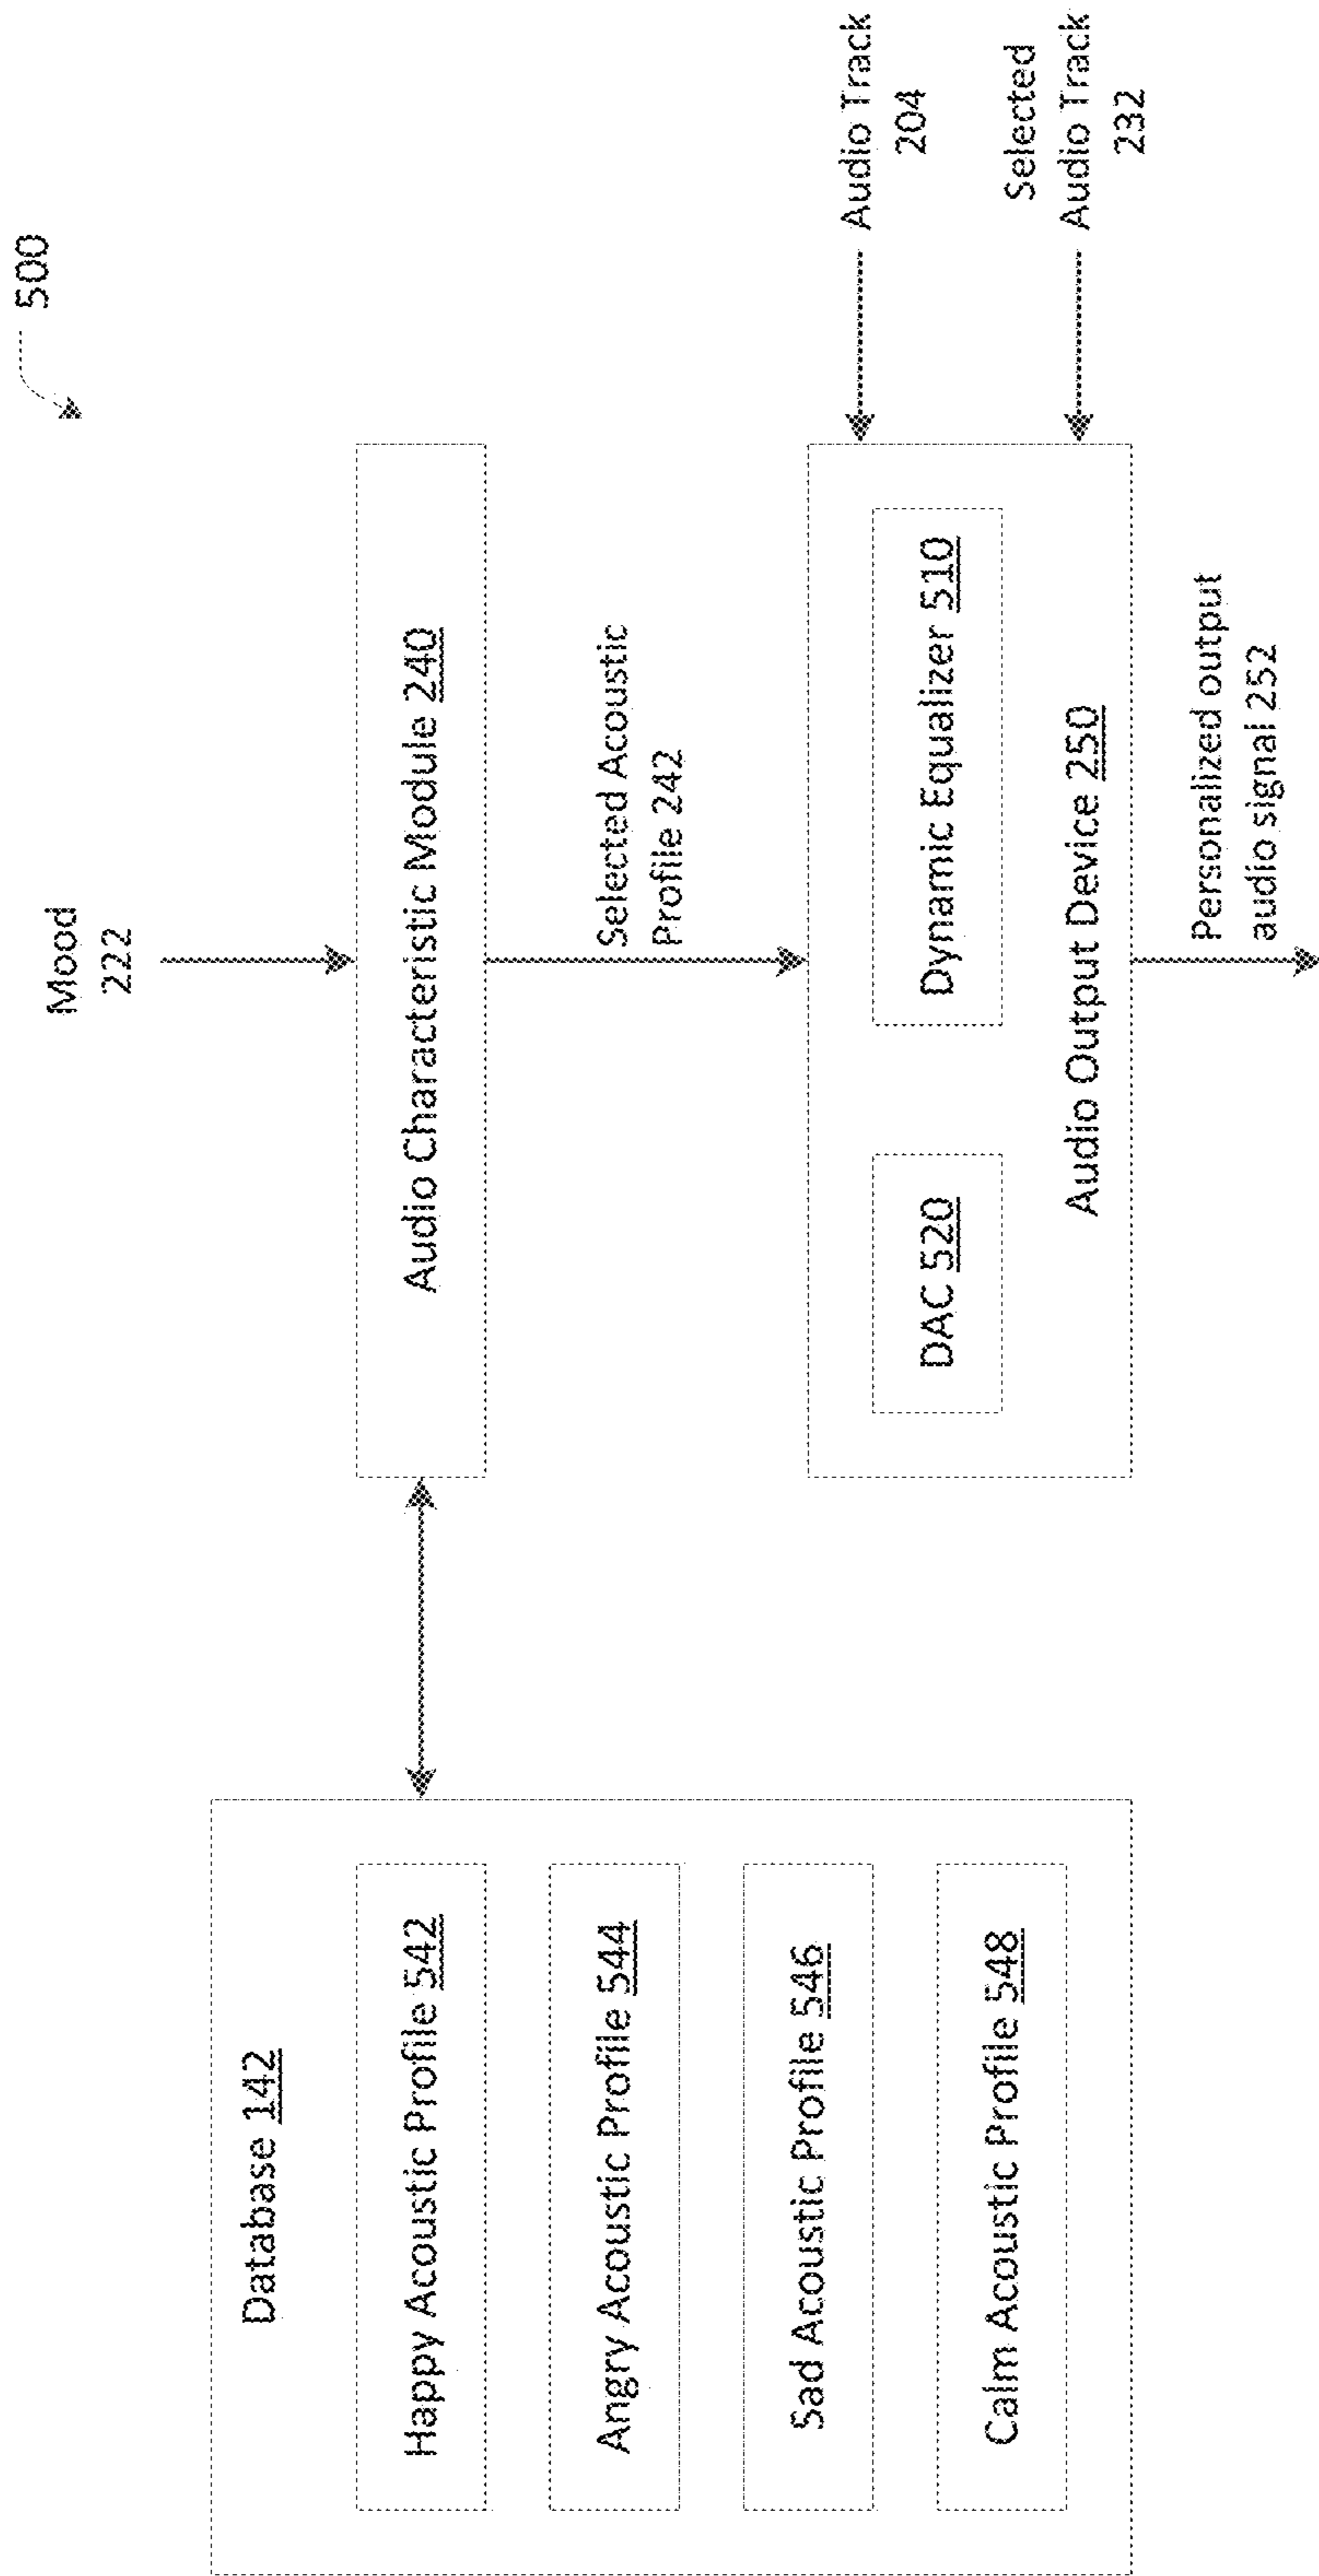 500
Mood
222
Database 142
Happy Acoustic Profile 542
Angry Acoustic Profile 544
Sad Acoustic Profile 546
Calm Acoustic Profile 548
Audio Characteristic Module 240
Selected Acoustic
Profile 242
DAC 520
Dynamic Equalizer 510
Audio Output Device 250
Audio Track
204
Selected
Audio Track
232
Personalized output
audio signal 252